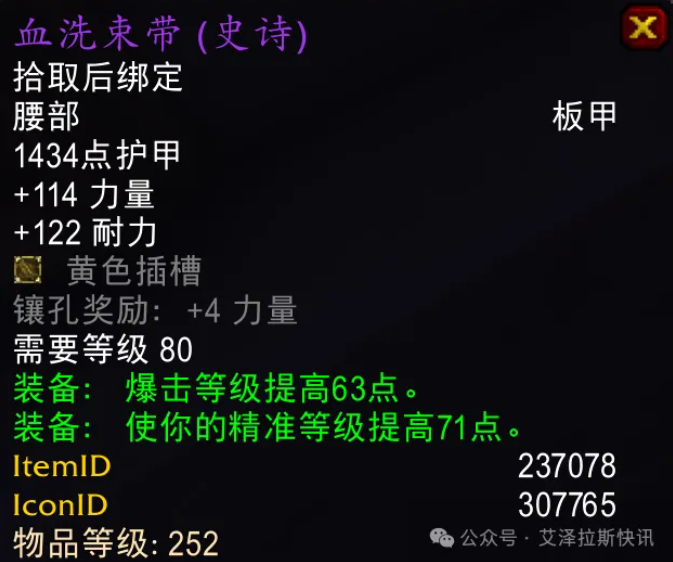 血洗束带 (史诗)
拾取后绑定
腰部 板甲
1434点护甲
+114 力量
+122 耐力
黄色插槽
镶孔奖励: +4 力量
需要等级 80
装备: 爆击等级提高63点。
装备: 使你的精准等级提高71点。
ItemID 237078
IconID 307765
物品等级: 252
公众号 · 艾泽拉斯快讯